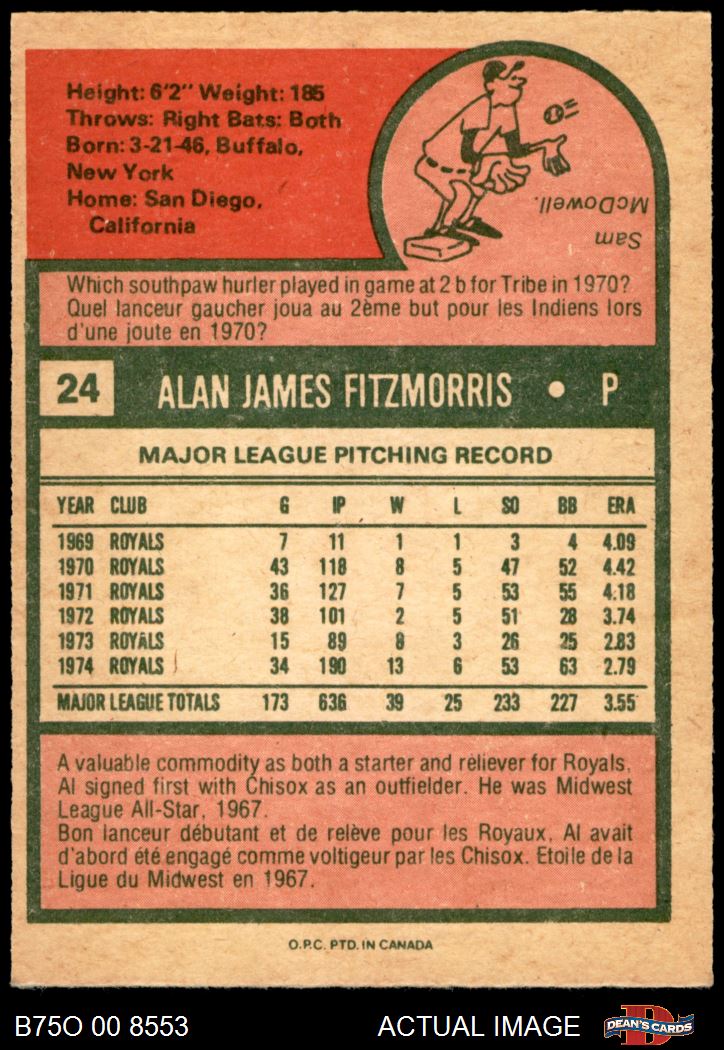 Height: 6'2" Weight: 185
Throws: Right Bats: Both
Born: 3-21-46, Buffalo,
New York
Home: San Diego,
California
Sam
McDowell.
Which southpaw hurler played in game at 2 b for Tribe in 1970?
Quel lanceur gaucher joua au 2ème but pour les Indiens lors
d'une joute en 1970?
24 ALAN JAMES FITZMORRIS • P
MAJOR LEAGUE PITCHING RECORD
YEAR CLUB G IP W L SO BB ERA
1969 ROYALS 7 11 1 1 3 4 4.09
1970 ROYALS 43 118 8 5 47 52 4.42
1971 ROYALS 36 127 7 5 53 55 4.18
1972 ROYALS 38 101 2 5 51 28 3.74
1973 ROYALS 15 89 8 3 26 25 2.83
1974 ROYALS 34 190 13 6 53 63 2.79
MAJOR LEAGUE TOTALS 173 636 39 25 233 227 3.55
A valuable commodity as both a starter and reliever for Royals,
Al signed first with Chisox as an outfielder. He was Midwest
League All-Star, 1967.
Bon lanceur débutant et de relève pour les Royaux, Al avait
d'abord été engagé comme voltigeur par les Chisox. Etoile de la
Ligue du Midwest en 1967.
O.P.C. PTD. IN CANADA
B75O 00 8553 ACTUAL IMAGE DEAN'S CARDS